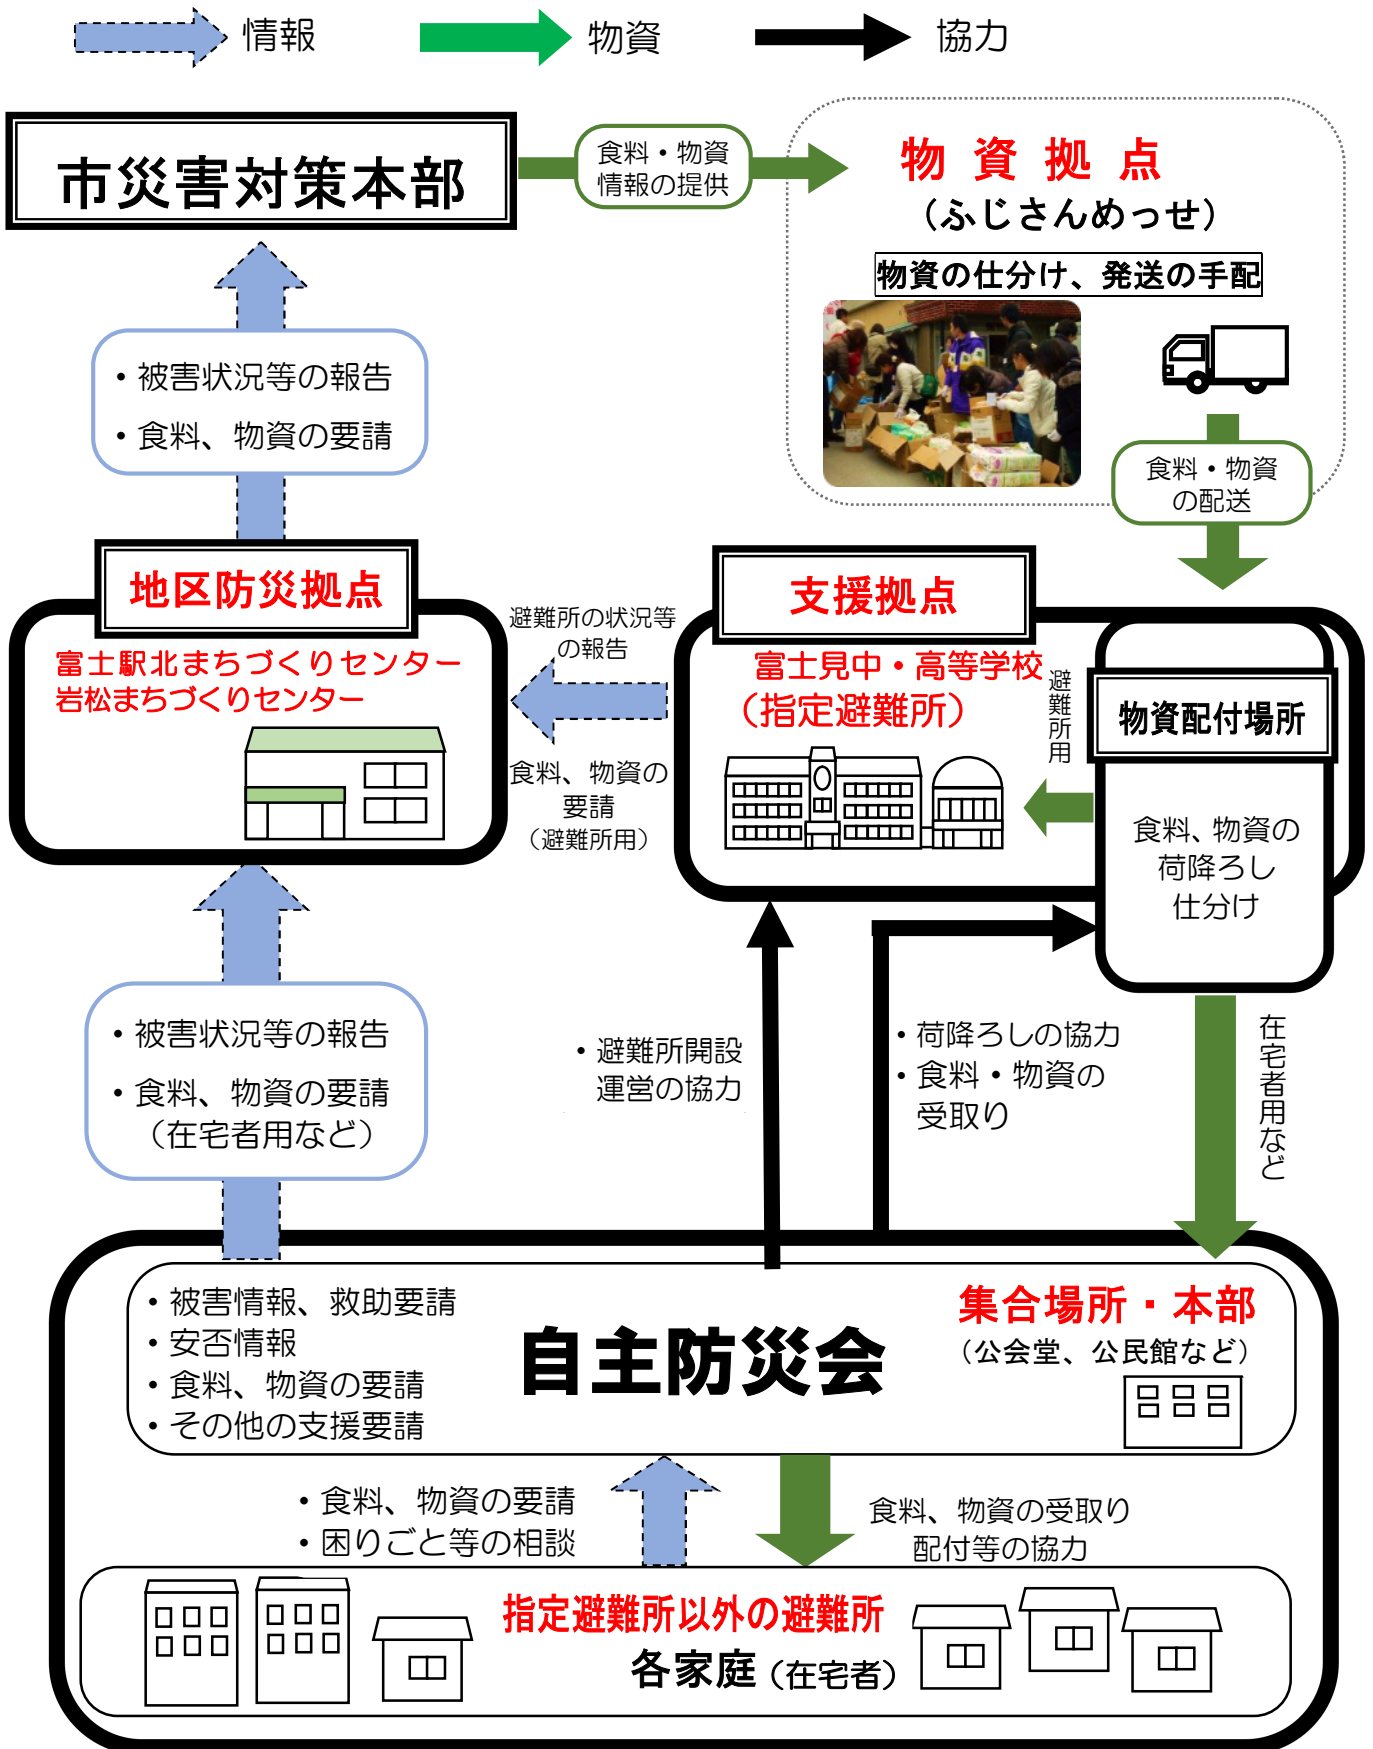 情報
物資
協力
市災害対策本部
食料・物資
情報の提供
物資拠点
（ふじさんめっせ）
物資の仕分け、発送の手配
・被害状況等の報告
・食料、物資の要請
食料・物資
の配送
地区防災拠点
富士駅北まちづくりセンター
岩松まちづくりセンター
避難所の状況等
の報告
食料、物資の
要請
（避難所用）
支援拠点
富士見中・高等学校
（指定避難所）
避難所用
物資配付場所
食料、物資の
荷降ろし
仕分け
・被害状況等の報告
・食料、物資の要請
（在宅者用など）
・避難所開設
運営の協力
・荷降ろしの協力
・食料・物資の
受取り
在宅者用など
・被害情報、救助要請
・安否情報
・食料、物資の要請
・その他の支援要請
自主防災会
集合場所・本部
（公会堂、公民館など）
・食料、物資の要請
・困りごと等の相談
食料、物資の受取り
配付等の協力
指定避難所以外の避難所
各家庭（在宅者）